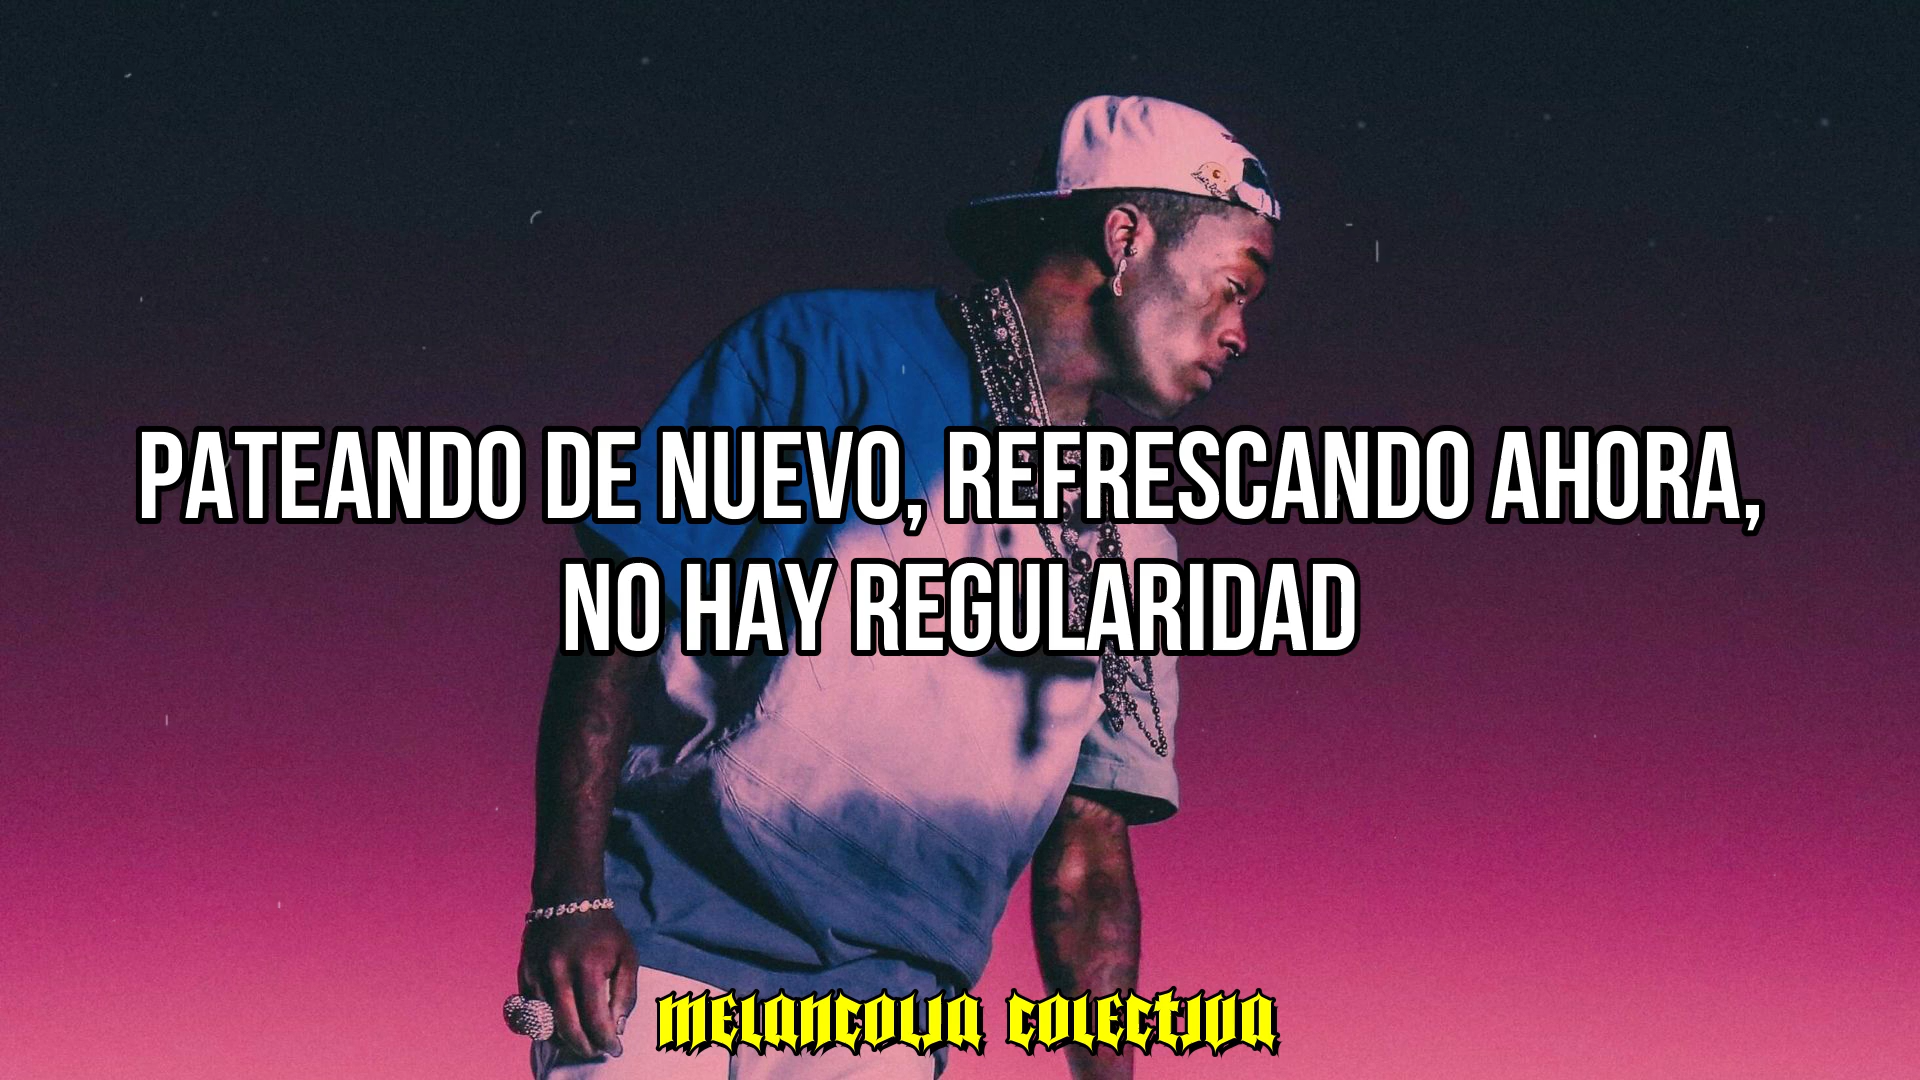 PATEANDO DE NUEVO, REFRESCANDO AHORA,
NO HAY REGULARIDAD
MELANCOLIA COLECTIVA